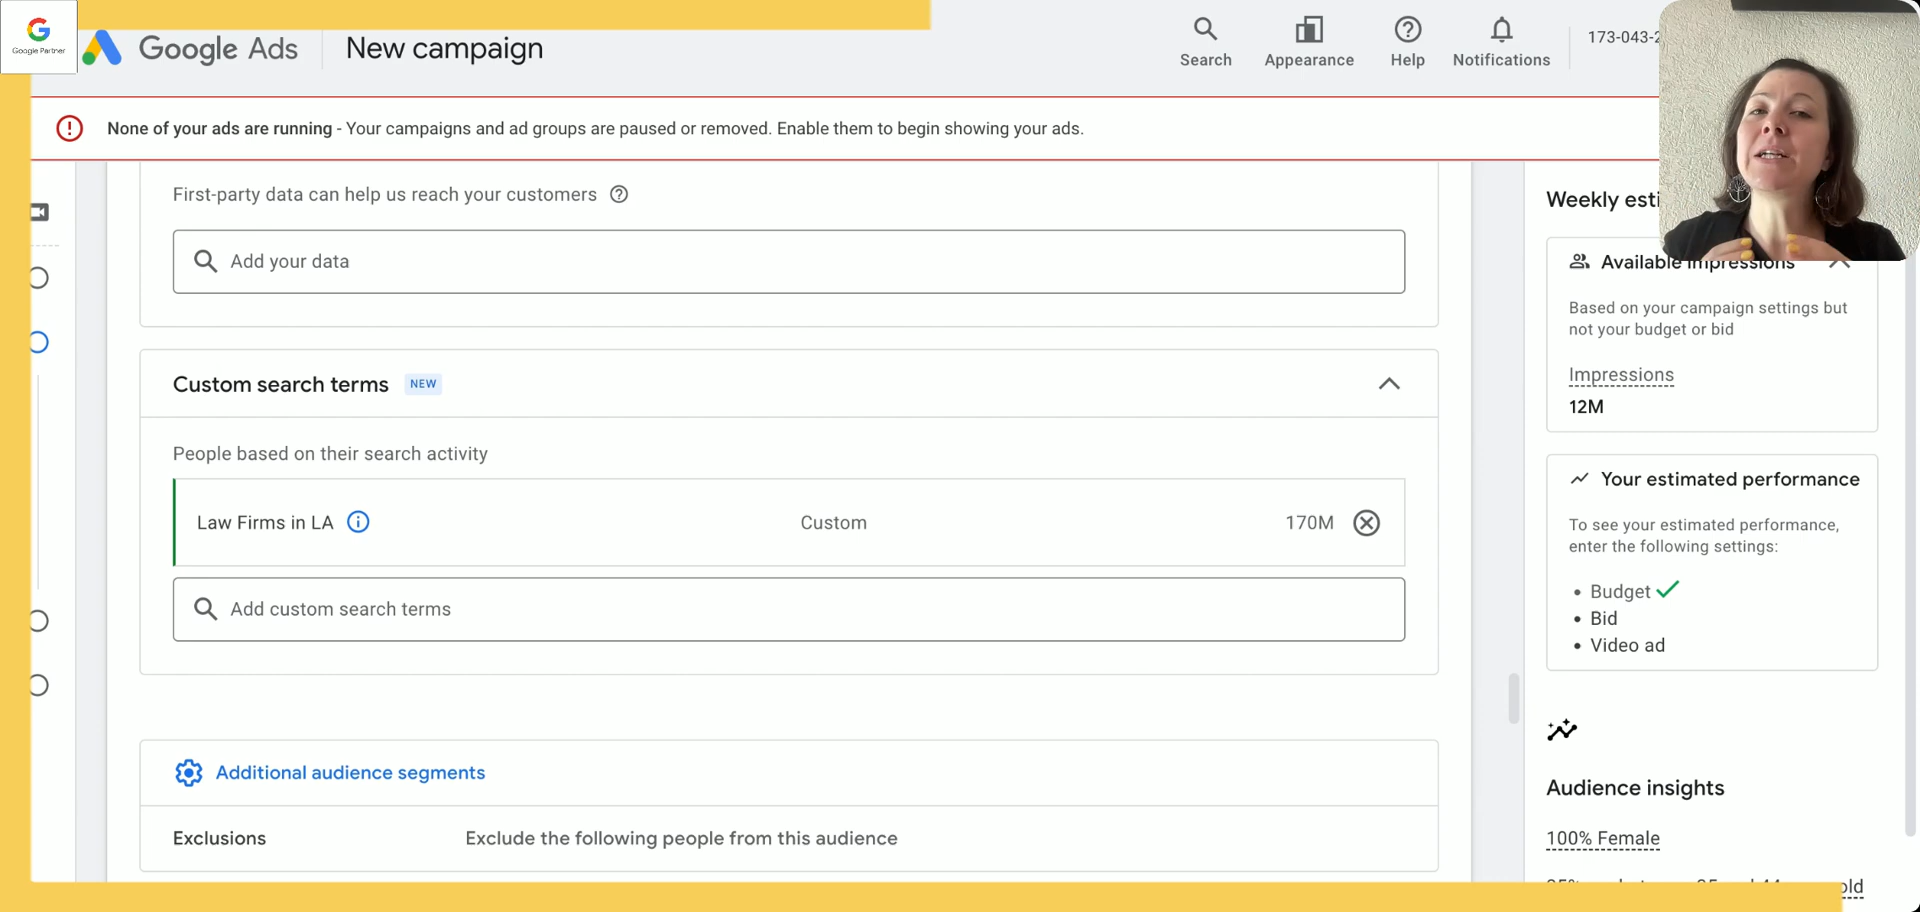 Google Partner
Google Ads
New campaign
Search
Appearance
Help
Notifications
173-043-2
None of your ads are running - Your campaigns and ad groups are paused or removed. Enable them to begin showing your ads.
First-party data can help us reach your customers
Add your data
Custom search terms NEW
People based on their search activity
Law Firms in LA
Custom
170M
Add custom search terms
Additional audience segments
Exclusions
Exclude the following people from this audience
Weekly esti
Available impressions
Based on your campaign settings but
not your budget or bid
Impressions
12M
Your estimated performance
To see your estimated performance,
enter the following settings:
• Budget
• Bid
• Video ad
Audience insights
100% Female